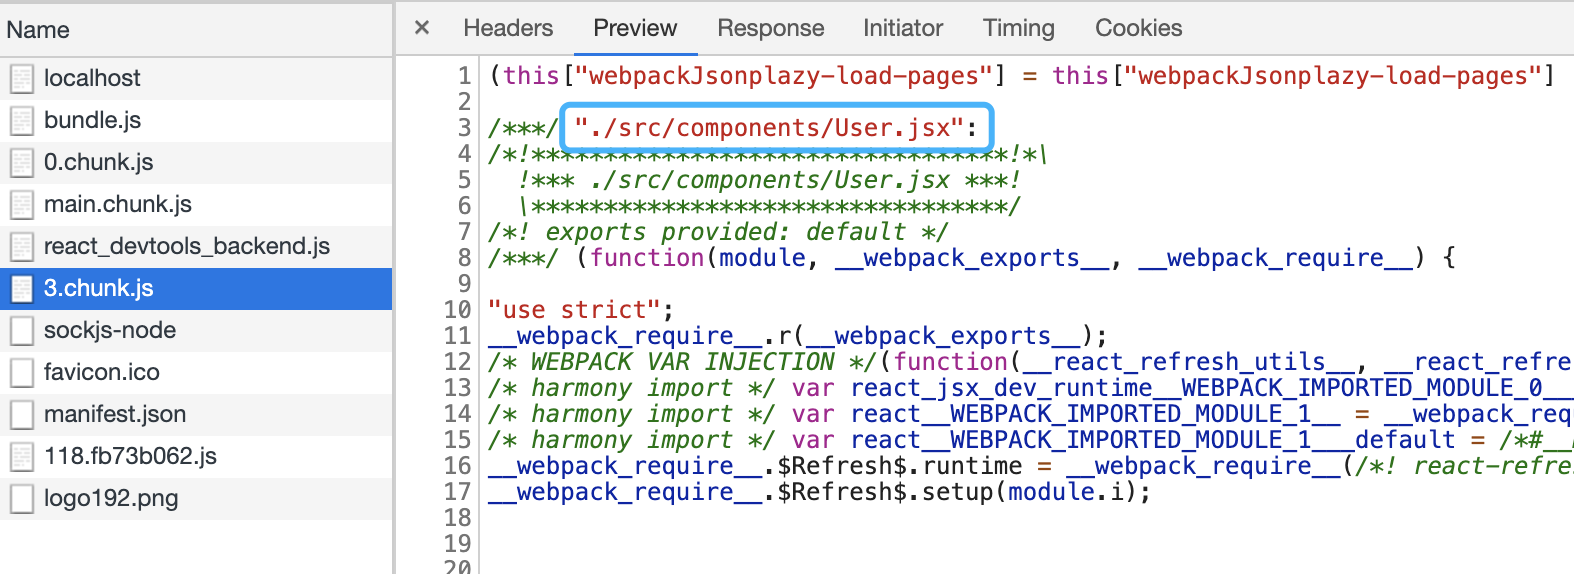 Name
localhost
bundle.js
0.chunk.js
main.chunk.js
react_devtools_backend.js
3.chunk.js
sockjs-node
favicon.ico
manifest.json
118.fb73b062.js
logo192.png
× Headers Preview Response Initiator Timing Cookies
1 (this["webpackJsonplazy-load-pages"] = this["webpackJsonplazy-load-pages"]
2
3 /***/ "./src/components/User.jsx":
4 /*!*********************************!*\
5 !*** ./src/components/User.jsx ***!
6 \*********************************/
7 /*! exports provided: default */
8 /***/ (function(module, __webpack_exports__, __webpack_require__) {
9
10 "use strict";
11 __webpack_require__.r(__webpack_exports__);
12 /* WEBPACK VAR INJECTION */(function(__react_refresh_utils__, __react_refre
13 /* harmony import */ var react_jsx_dev_runtime__WEBPACK_IMPORTED_MODULE_0__
14 /* harmony import */ var react__WEBPACK_IMPORTED_MODULE_1__ = __webpack_req
15 /* harmony import */ var react__WEBPACK_IMPORTED_MODULE_1___default = /*#__
16 __webpack_require__.$Refresh$.runtime = __webpack_require__(/*! react-refre
17 __webpack_require__.$Refresh$.setup(module.i);
18
19
20